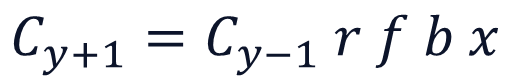 C_{y+1} = C_{y-1} r f b x